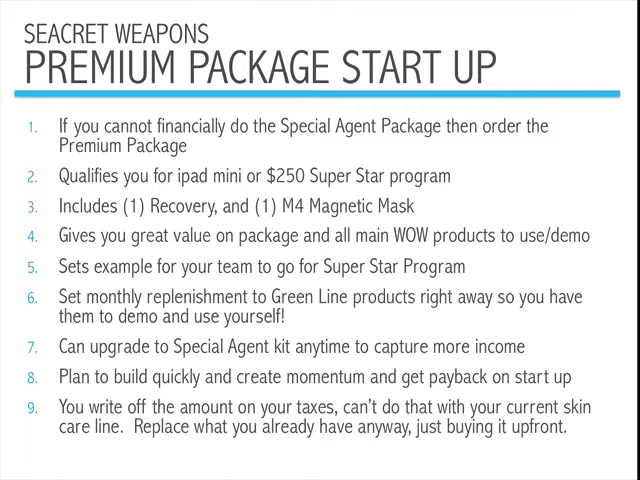 SEACRET WEAPONS
PREMIUM PACKAGE START UP
1. If you cannot financially do the Special Agent Package then order the
Premium Package
2. Qualifies you for ipad mini or $250 Super Star program
3. Includes (1) Recovery, and (1) M4 Magnetic Mask
4. Gives you great value on package and all main WOW products to use/demo
5. Sets example for your team to go for Super Star Program
6. Set monthly replenishment to Green Line products right away so you have
them to demo and use yourself!
7. Can upgrade to Special Agent kit anytime to capture more income
8. Plan to build quickly and create momentum and get payback on start up
9. You write off the amount on your taxes, can't do that with your current skin
care line.  Replace what you already have anyway, just buying it upfront.